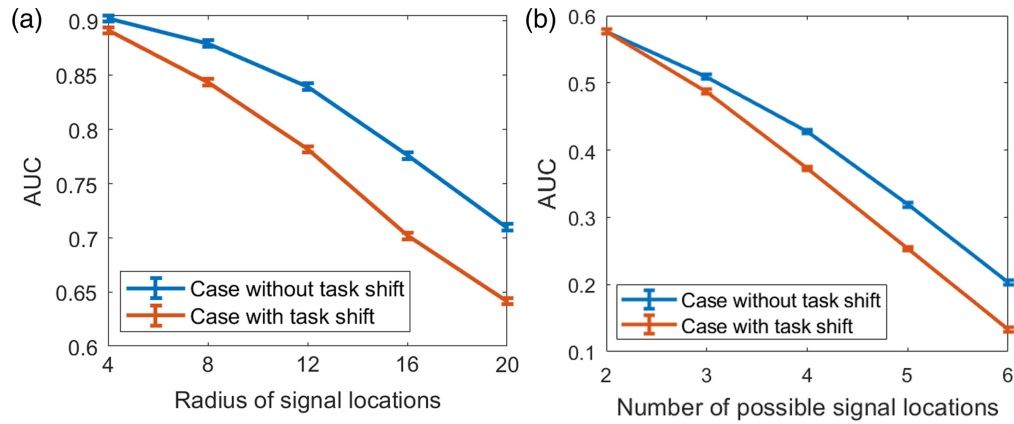 (a)
0.9
0.85
0.8
0.75
0.7
0.65
0.6
AUC
Case without task shift
Case with task shift
4 8 12 16 20
Radius of signal locations
(b)
0.6
0.5
0.4
0.3
0.2
0.1
AUC
Case without task shift
Case with task shift
2 3 4 5 6
Number of possible signal locations